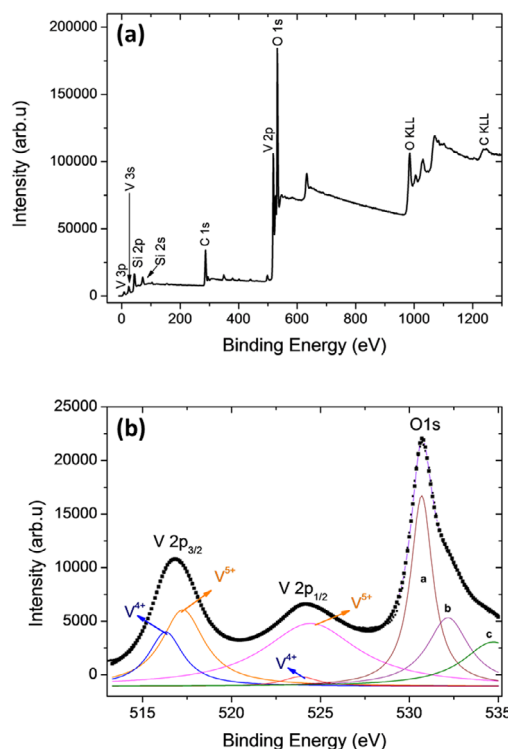 (a)
200000
150000
100000
50000
0
Intensity (arb.u)
V 3p
V 3s
Si 2p
Si 2s
C 1s
V 2p
O 1s
O KLL
C KLL
0 200 400 600 800 1000 1200
Binding Energy (eV)
(b)
25000
20000
15000
10000
5000
0
Intensity (arb.u)
V 2p3/2
V4+
V5+
V 2p1/2
V5+
V4+
O1s
a
b
c
515 520 525 530 535
Binding Energy (eV)